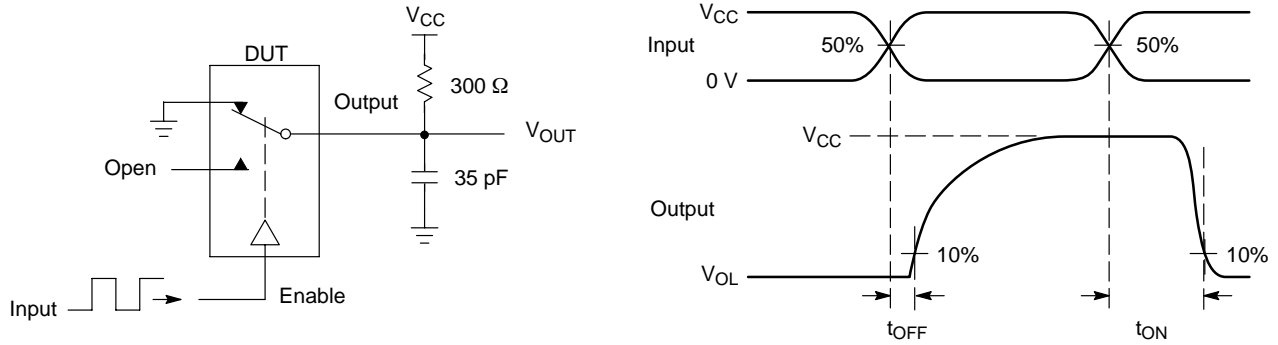 VCC
DUT
300 Ω
Output
VOUT
Open
35 pF
Input
Enable
VCC
Input
50%
50%
0 V
VCC
Output
10%
10%
VOL
tOFF
tON